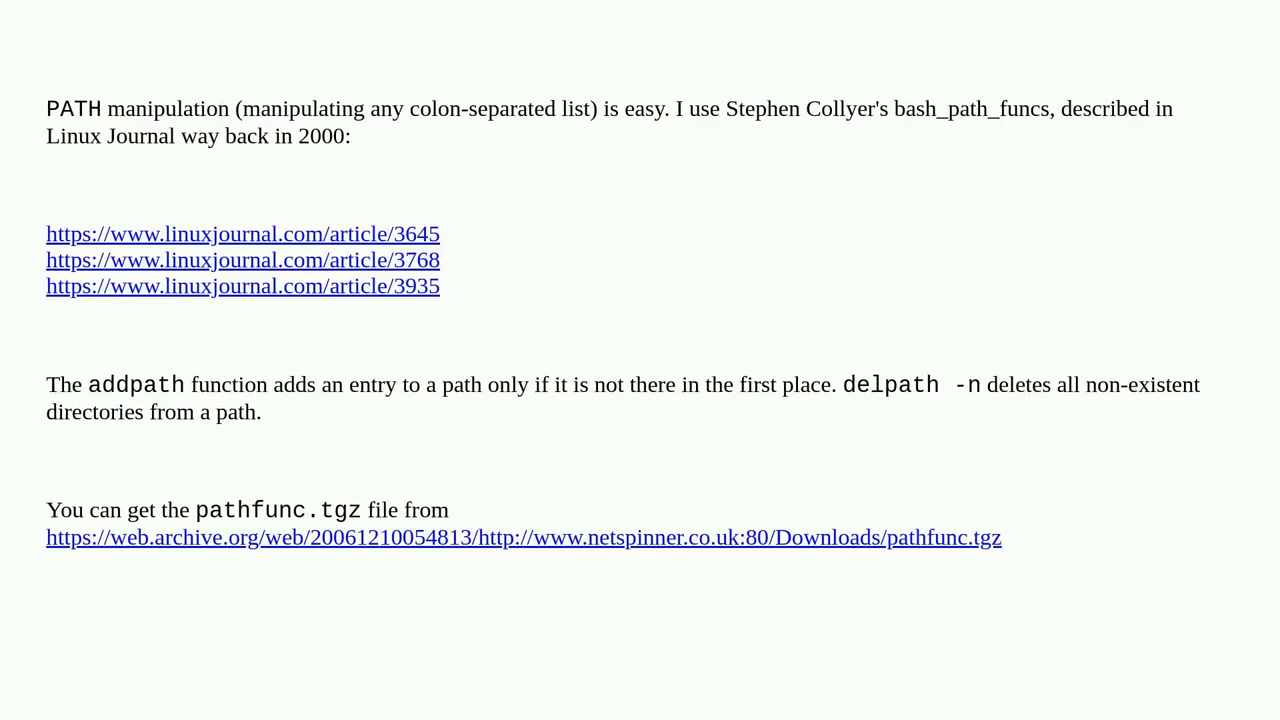 PATH manipulation (manipulating any colon-separated list) is easy. I use Stephen Collyer's bash_path_funcs, described in
Linux Journal way back in 2000:
https://www.linuxjournal.com/article/3645
https://www.linuxjournal.com/article/3768
https://www.linuxjournal.com/article/3935
The addpath function adds an entry to a path only if it is not there in the first place. delpath -n deletes all non-existent
directories from a path.
You can get the pathfunc.tgz file from
https://web.archive.org/web/20061210054813/http://www.netspinner.co.uk:80/Downloads/pathfunc.tgz